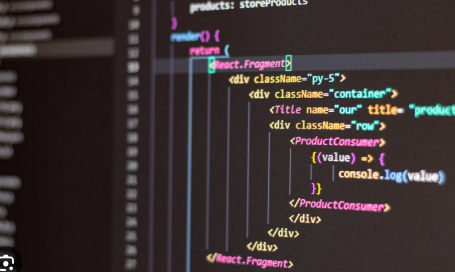 products: storeProducts
}
render() {
return (
<React.Fragment>
<div className="py-5">
<div className="container">
<Title name="our" title= "product
<div className="row">
<ProductConsumer>
{(value) => {
console.log(value)
}}
</ProductConsumer>
</div>
</div>
</div>
</React.Fragment>